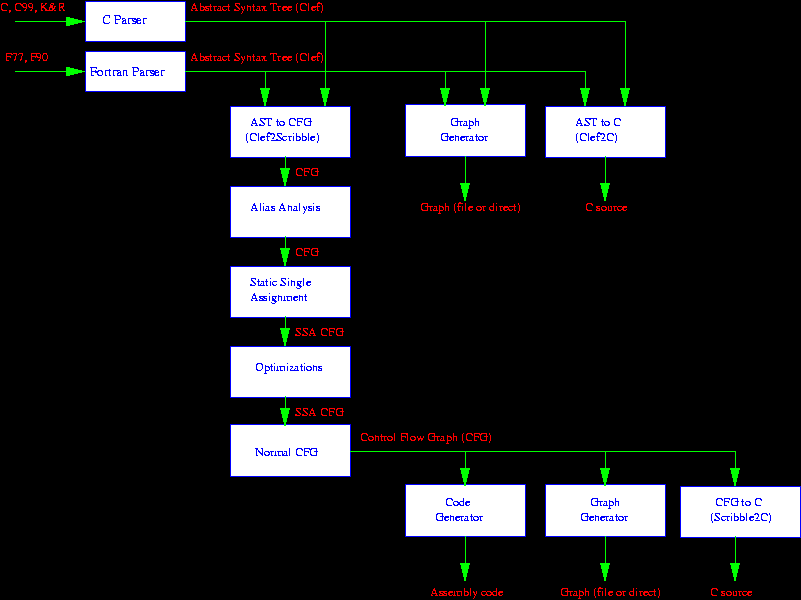 C, C99, K&R
C Parser
Abstract Syntax Tree (Clef)
F77, F90
Fortran Parser
Abstract Syntax Tree (Clef)
AST to CFG
(Clef2Scribble)
Graph
Generator
AST to C
(Clef2C)
CFG
Graph (file or direct)
C source
Alias Analysis
CFG
Static Single
Assignment
SSA CFG
Optimizations
SSA CFG
Control Flow Graph (CFG)
Normal CFG
Code
Generator
Graph
Generator
CFG to C
(Scribble2C)
Assembly code
Graph (file or direct)
C source